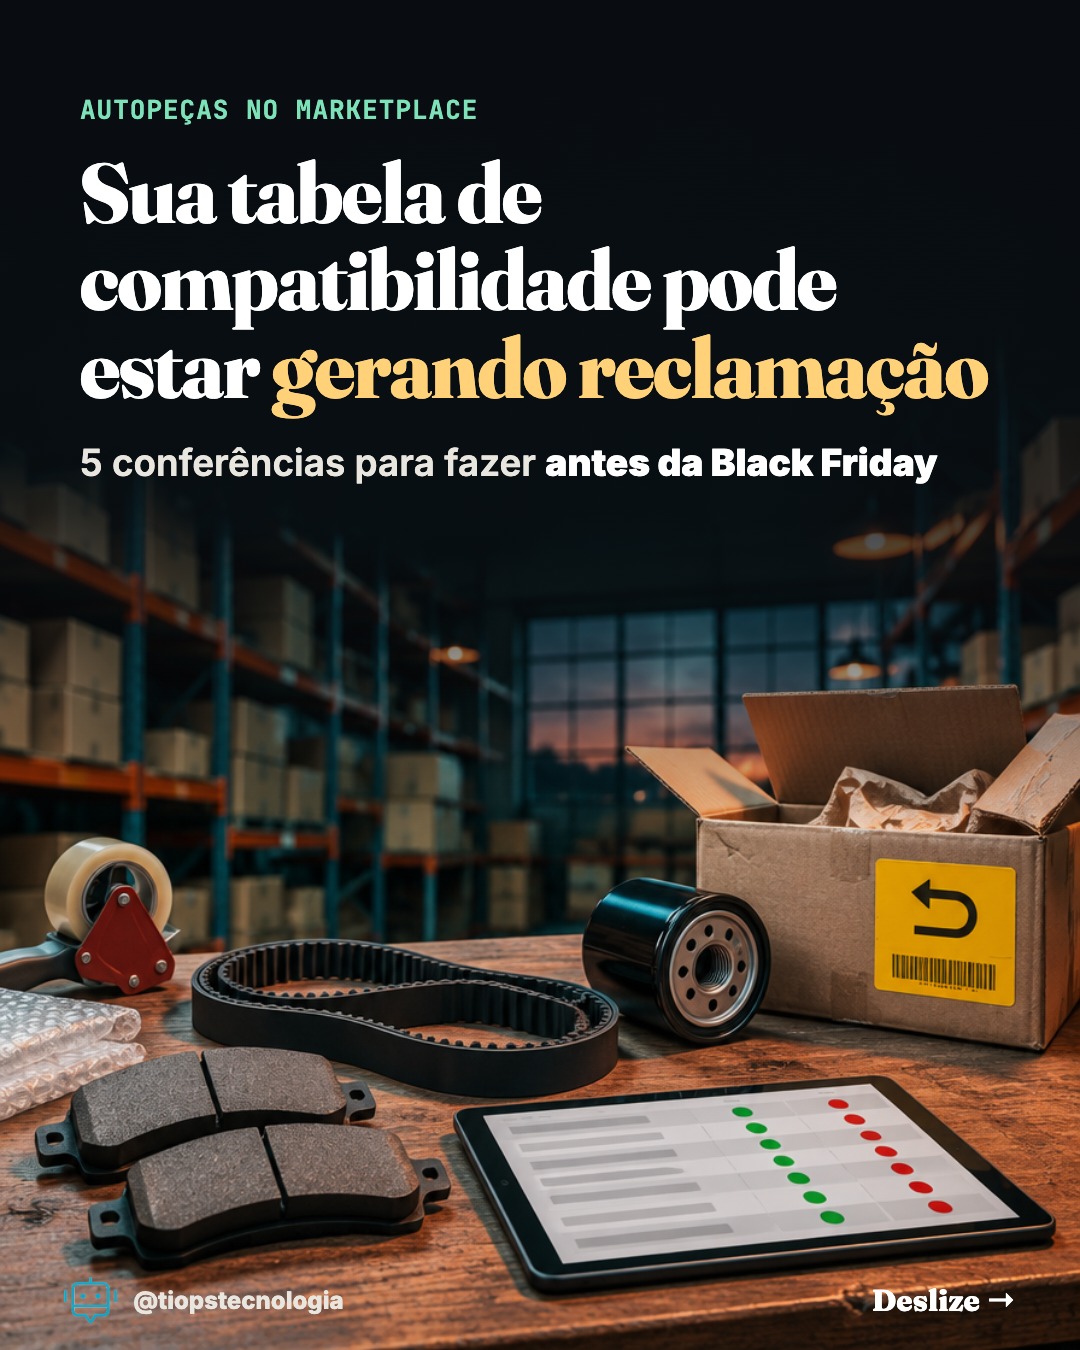 AUTOPEÇAS NO MARKETPLACE
Sua tabela de
compatibilidade pode
estar gerando reclamação
5 conferências para fazer antes da Black Friday
@tiopstecnologia
Deslize →